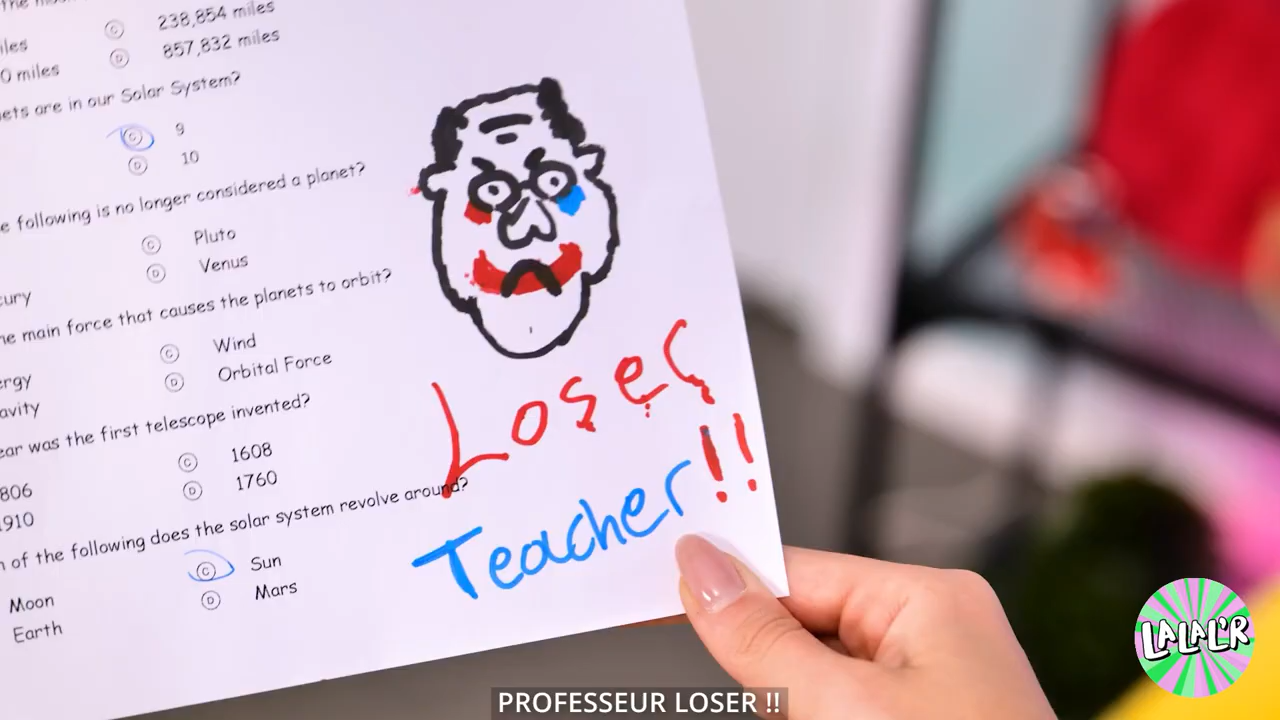 238,854 miles
857,832 miles
iles
0 miles
ets are in our Solar System?
C 9
D 10
e following is no longer considered a planet?
C Pluto
D Venus
cury
he main force that causes the planets to orbit?
C Wind
D Orbital Force
ergy
avity
ear was the first telescope invented?
C 1608
D 1760
806
1910
h of the following does the solar system revolve around?
C Sun
D Mars
Moon
Earth
Loser
Teacher!!
LALAL'R
PROFESSEUR LOSER !!